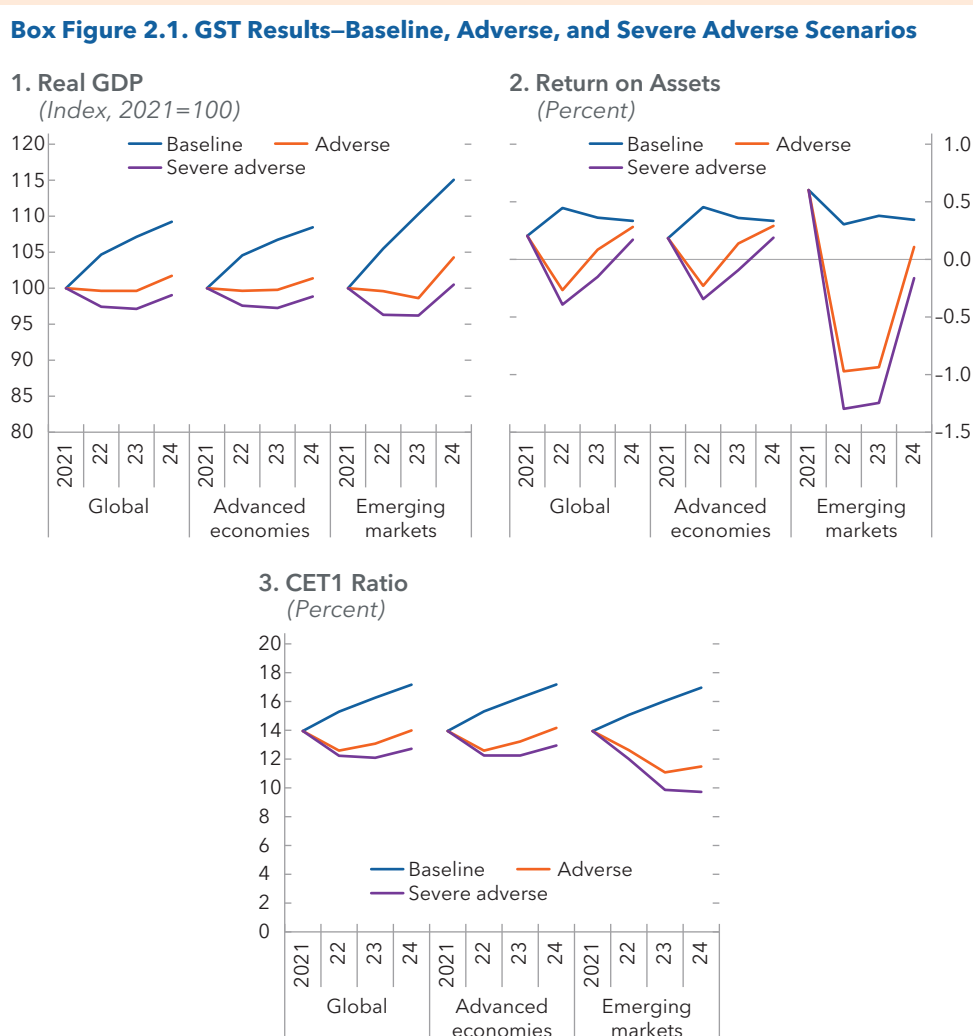 Box Figure 2.1. GST Results—Baseline, Adverse, and Severe Adverse Scenarios
1. Real GDP
(Index, 2021=100)
Baseline Adverse
Severe adverse
120
115
110
105
100
95
90
85
80
2021 22 23 24 2021 22 23 24 2021 22 23 24
Global Advanced economies Emerging markets
2. Return on Assets
(Percent)
Baseline Adverse
Severe adverse
1.0
0.5
0.0
–0.5
–1.0
–1.5
2021 22 23 24 2021 22 23 24 2021 22 23 24
Global Advanced economies Emerging markets
3. CET1 Ratio
(Percent)
20
18
16
14
12
10
8
6
4
2
0
Baseline Adverse
Severe adverse
2021 22 23 24 2021 22 23 24 2021 22 23 24
Global Advanced economies Emerging markets